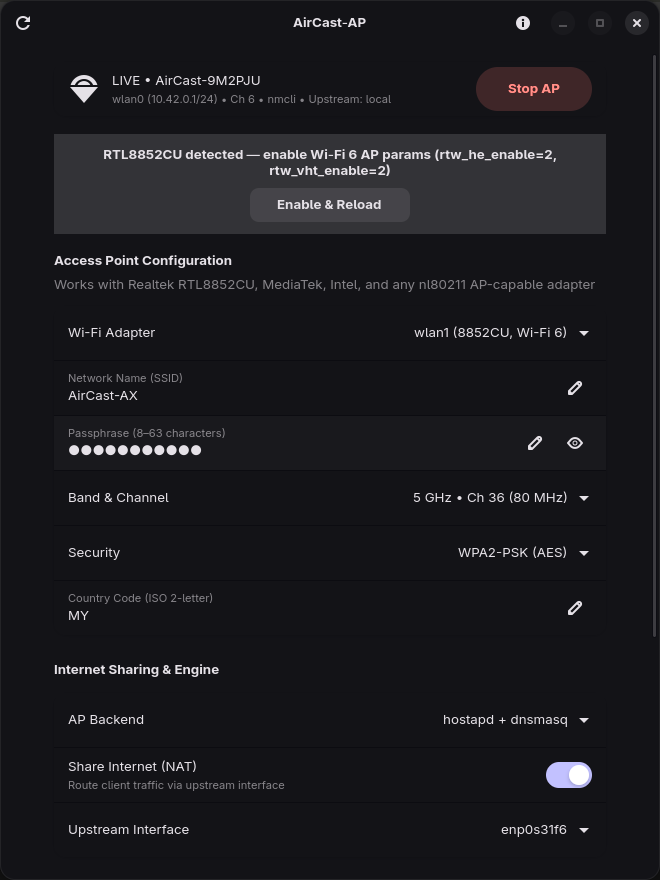 AirCast-AP
LIVE • AirCast-9M2PJU
wlan0 (10.42.0.1/24) • Ch 6 • nmcli • Upstream: local
Stop AP
RTL8852CU detected — enable Wi-Fi 6 AP params (rtw_he_enable=2,
rtw_vht_enable=2)
Enable & Reload
Access Point Configuration
Works with Realtek RTL8852CU, MediaTek, Intel, and any nl80211 AP-capable adapter
Wi-Fi Adapter
wlan1 (8852CU, Wi-Fi 6)
Network Name (SSID)
AirCast-AX
Passphrase (8–63 characters)
●●●●●●●●●●●
Band & Channel
5 GHz • Ch 36 (80 MHz)
Security
WPA2-PSK (AES)
Country Code (ISO 2-letter)
MY
Internet Sharing & Engine
AP Backend
hostapd + dnsmasq
Share Internet (NAT)
Route client traffic via upstream interface
Upstream Interface
enp0s31f6